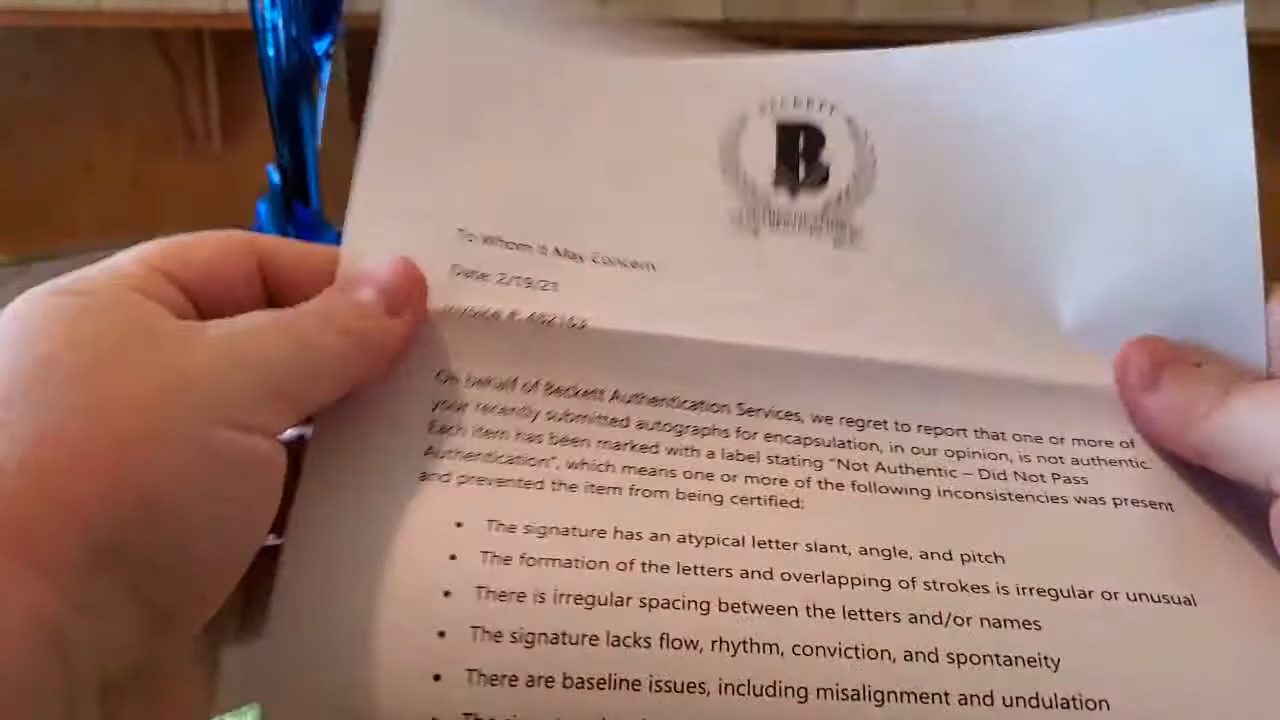 BECKETT
B
AUTHENTICATION
To Whom It May Concern
Date: 2/19/21
On behalf of Beckett Authentication Services, we regret to report that one or more of
your recently submitted autographs for encapsulation, in our opinion, is not authentic.
Each item has been marked with a label stating "Not Authentic – Did Not Pass
Authentication", which means one or more of the following inconsistencies was present
and prevented the item from being certified:
• The signature has an atypical letter slant, angle, and pitch
• The formation of the letters and overlapping of strokes is irregular or unusual
• There is irregular spacing between the letters and/or names
• The signature lacks flow, rhythm, conviction, and spontaneity
• There are baseline issues, including misalignment and undulation
• The